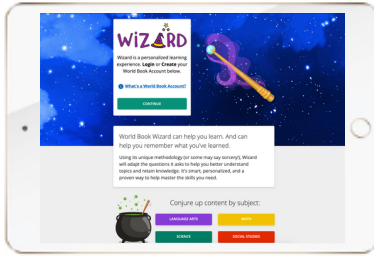 WIZARD
Wizard is a personalized learning
experience. Login or Create your
World Book Account below.
What's a World Book Account?
CONTINUE
World Book Wizard can help you learn. And can
help you remember what you've learned.
Using its unique methodology (or some may say sorcery!), Wizard
will adapt the questions it asks to help you better understand
topics and retain knowledge. It's smart, personalized, and a
proven way to help master the skills you need.
Conjure up content by subject:
LANGUAGE ARTS
MATH
SCIENCE
SOCIAL STUDIES